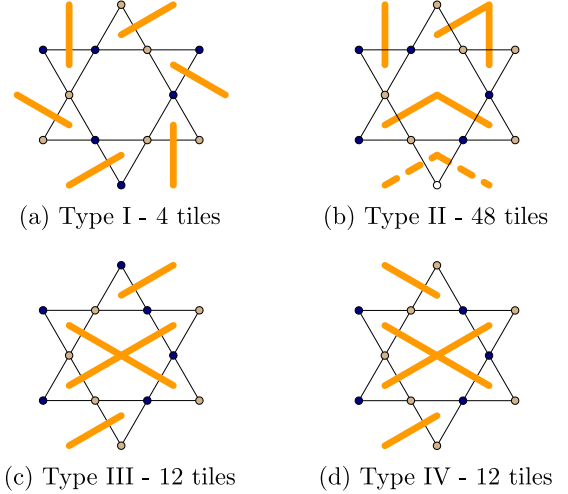 (a) Type I - 4 tiles
(b) Type II - 48 tiles
(c) Type III - 12 tiles
(d) Type IV - 12 tiles